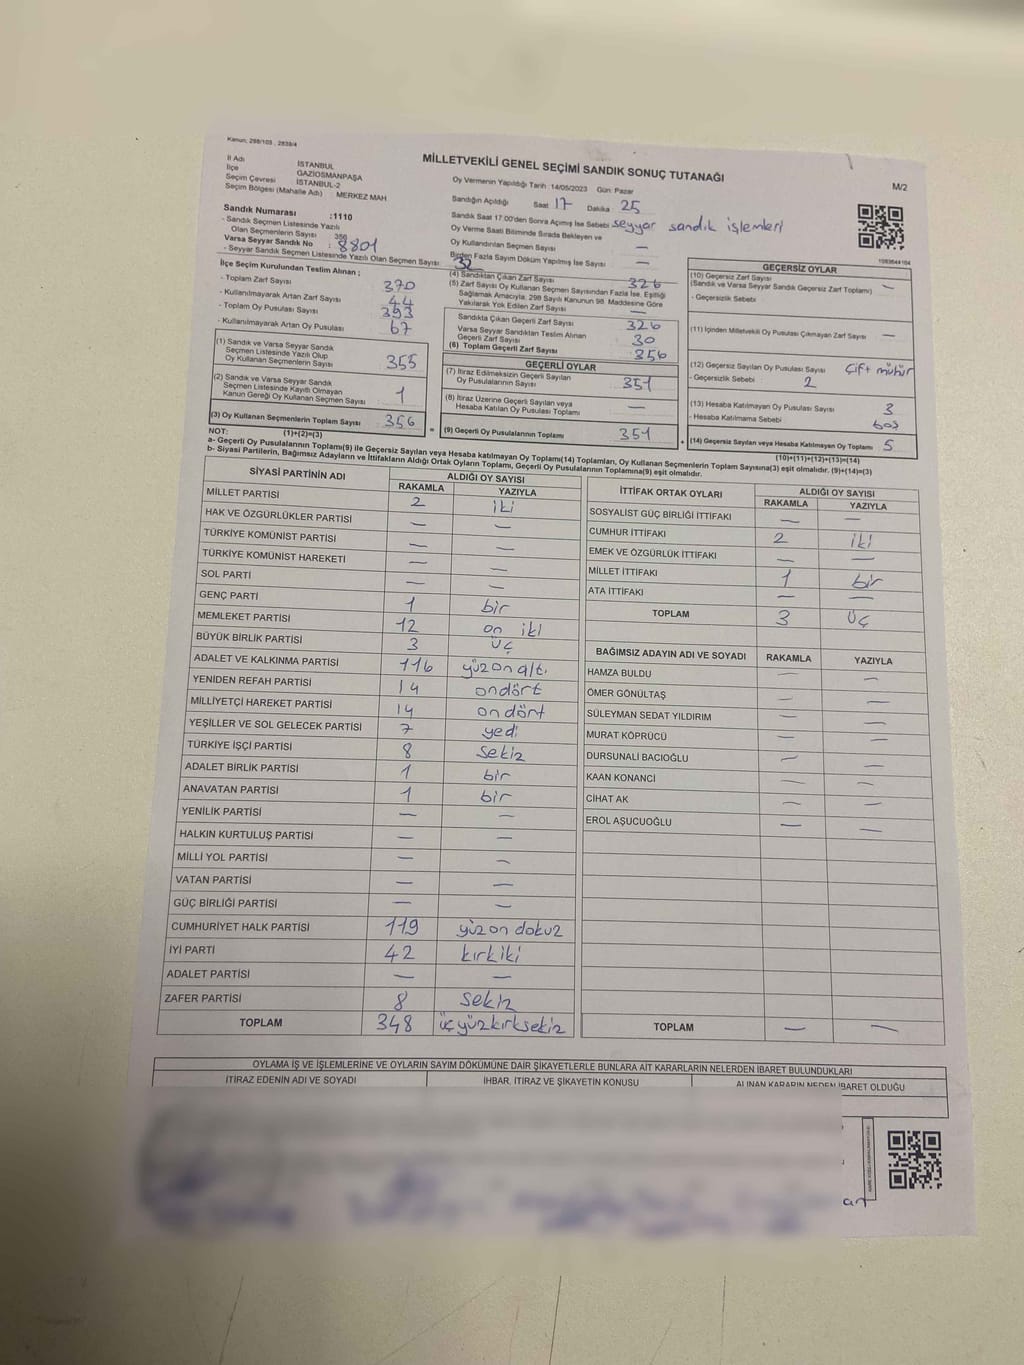 Kanun, 298/105 , 2839/4
MİLLETVEKİLİ GENEL SEÇİMİ SANDIK SONUÇ TUTANAĞI
M/2
İl Adı İSTANBUL
İlçe GAZİOSMANPAŞA
Seçim Çevresi İSTANBUL-2
Seçim Bölgesi (Mahalle Adı) : MERKEZ MAH
Sandık Numarası :1110
- Sandık Seçmen Listesinde Yazılı
Olan Seçmenlerin Sayısı : 356
Varsa Seyyar Sandık No : 8801
- Seyyar Sandık Seçmen Listesinde Yazılı Olan Seçmen Sayısı : 32
Oy Vermenin Yapıldığı Tarih :14/05/2023 Gün: Pazar
Sandığın Açıldığı Saat 17 Dakika 25
Sandık Saat 17.00'den Sonra Açımış İse Sebebi seyyar sandık işlemleri
Oy Verme Saati Bitiminde Sırada Bekleyen ve
Oy Kullandırılan Seçmen Sayısı —
Birden Fazla Sayım Döküm Yapılmış İse Sayısı —
1083644164
İlçe Seçim Kurulundan Teslim Alınan ;
- Toplam Zarf Sayısı 370
- Kullanılmayarak Artan Zarf Sayısı 44
- Toplam Oy Pusulası Sayısı 393
- Kullanılmayarak Artan Oy Pusulası 67
(1) Sandık ve Varsa Seyyar Sandık
Seçmen Listesinde Yazılı Olup
Oy Kullanan Seçmen Sayısı 355
(2) Sandık ve Varsa Seyyar Sandık
Seçmen Listesinde Kayıtlı Olmayan
Kanun Gereği Oy Kullanan Seçmen Sayısı 1
(3) Oy Kullanan Seçmenlerin Toplam Sayısı 356
(4) Sandıktan Çıkan Zarf Sayısı 326
(5) Zarf Sayısı Oy Kullanan Seçmen Sayısından Fazla İse, Eşitliği
Sağlamak Amacıyla; 298 Sayılı Kanunun 98. Maddesine Göre
Yakılarak Yok Edilen Zarf Sayısı —
Sandıkta Çıkan Geçerli Zarf Sayısı 326
Varsa Seyyar Sandıktan Teslim Alınan
Geçerli Zarf Sayısı 30
(6) Toplam Geçerli Zarf Sayısı 356
GEÇERLİ OYLAR
(7) İtiraz Edilmeksizin Geçerli Sayılan
Oy Pusulalarının Sayısı 351
(8) İtiraz Üzerine Geçerli Sayılan veya
Hesaba Katılan Oy Pusulası Toplamı —
= (9) Geçerli Oy Pusulalarının Toplamı 351
GEÇERSİZ OYLAR
(10) Geçersiz Zarf Sayısı
(Sandık ve Varsa Seyyar Sandık Geçersiz Zarf Toplamı) —
- Geçersizlik Sebebi
(11) İçinden Milletvekili Oy Pusulası Çıkmayan Zarf Sayısı —
(12) Geçersiz Sayılan Oy Pusulası Sayısı çift mühür
- Geçersizlik Sebebi : 2
(13) Hesaba Katılmayan Oy Pusulası Sayısı 3
- Hesaba Katılmama Sebebi boş
+ (14) Geçersiz Sayılan veya Hesaba Katılmayan Oy Toplamı 5
NOT: (1)+(2)=(3)
(10)+(11)+(12)+(13)=(14)
a- Geçerli Oy Pusulalarının Toplamı(9) ile Geçersiz Sayılan veya Hesaba katılmayan Oy Toplamı(14) Toplamları, Oy Kullanan Seçmenlerin Toplam Sayısına(3) eşit olmalıdır. (9)+(14)=(3)
b- Siyasi Partilerin, Bağımsız Adayların ve İttifakların Aldığı Ortak Oyların Toplamı, Geçerli Oy Pusulalarının Toplamına(9) eşit olmalıdır.
SİYASİ PARTİNİN ADI ALDIĞI OY SAYISI
RAKAMLA YAZIYLA
MİLLET PARTİSİ 2 iki
HAK VE ÖZGÜRLÜKLER PARTİSİ — —
TÜRKİYE KOMÜNİST PARTİSİ — —
TÜRKİYE KOMÜNİST HAREKETİ — —
SOL PARTİ — —
GENÇ PARTİ 1 bir
MEMLEKET PARTİSİ 12 on iki
BÜYÜK BİRLİK PARTİSİ 3 üç
ADALET VE KALKINMA PARTİSİ 116 yüzonaltı
YENİDEN REFAH PARTİSİ 14 ondört
MİLLİYETÇİ HAREKET PARTİSİ 14 ondört
YEŞİLLER VE SOL GELECEK PARTİSİ 7 yedi
TÜRKİYE İŞÇİ PARTİSİ 8 sekiz
ADALET BİRLİK PARTİSİ 1 bir
ANAVATAN PARTİSİ 1 bir
YENİLİK PARTİSİ — —
HALKIN KURTULUŞ PARTİSİ — —
MİLLİ YOL PARTİSİ — —
VATAN PARTİSİ — —
GÜÇ BİRLİĞİ PARTİSİ — —
CUMHURİYET HALK PARTİSİ 119 yüzon dokuz
İYİ PARTİ 42 kırkiki
ADALET PARTİSİ — —
ZAFER PARTİSİ 8 sekiz
TOPLAM 348 üçyüzkırksekiz
İTTİFAK ORTAK OYLARI ALDIĞI OY SAYISI
RAKAMLA YAZIYLA
SOSYALİST GÜÇ BİRLİĞİ İTTİFAKI — —
CUMHUR İTTİFAKI 2 iki
EMEK VE ÖZGÜRLÜK İTTİFAKI — —
MİLLET İTTİFAKI 1 bir
ATA İTTİFAKI — —
TOPLAM 3 üç
BAĞIMSIZ ADAYIN ADI VE SOYADI RAKAMLA YAZIYLA
HAMZA BULDU — —
ÖMER GÖNÜLTAŞ — —
SÜLEYMAN SEDAT YILDIRIM — —
MURAT KÖPRÜCÜ — —
DURSUNALİ BACIOĞLU — —
KAAN KONANCİ — —
CİHAT AK — —
EROL AŞUCUOĞLU — —
TOPLAM — —
OYLAMA İŞ VE İŞLEMLERİNE VE OYLARIN SAYIM DÖKÜMÜNE DAİR ŞİKAYETLERLE BUNLARA AİT KARARLARIN NELERDEN İBARET BULUNDUKLARI
İTİRAZ EDENİN ADI VE SOYADI İHBAR, İTİRAZ VE ŞİKAYETİN KONUSU ALINAN KARARIN NEDEN İBARET OLDUĞU